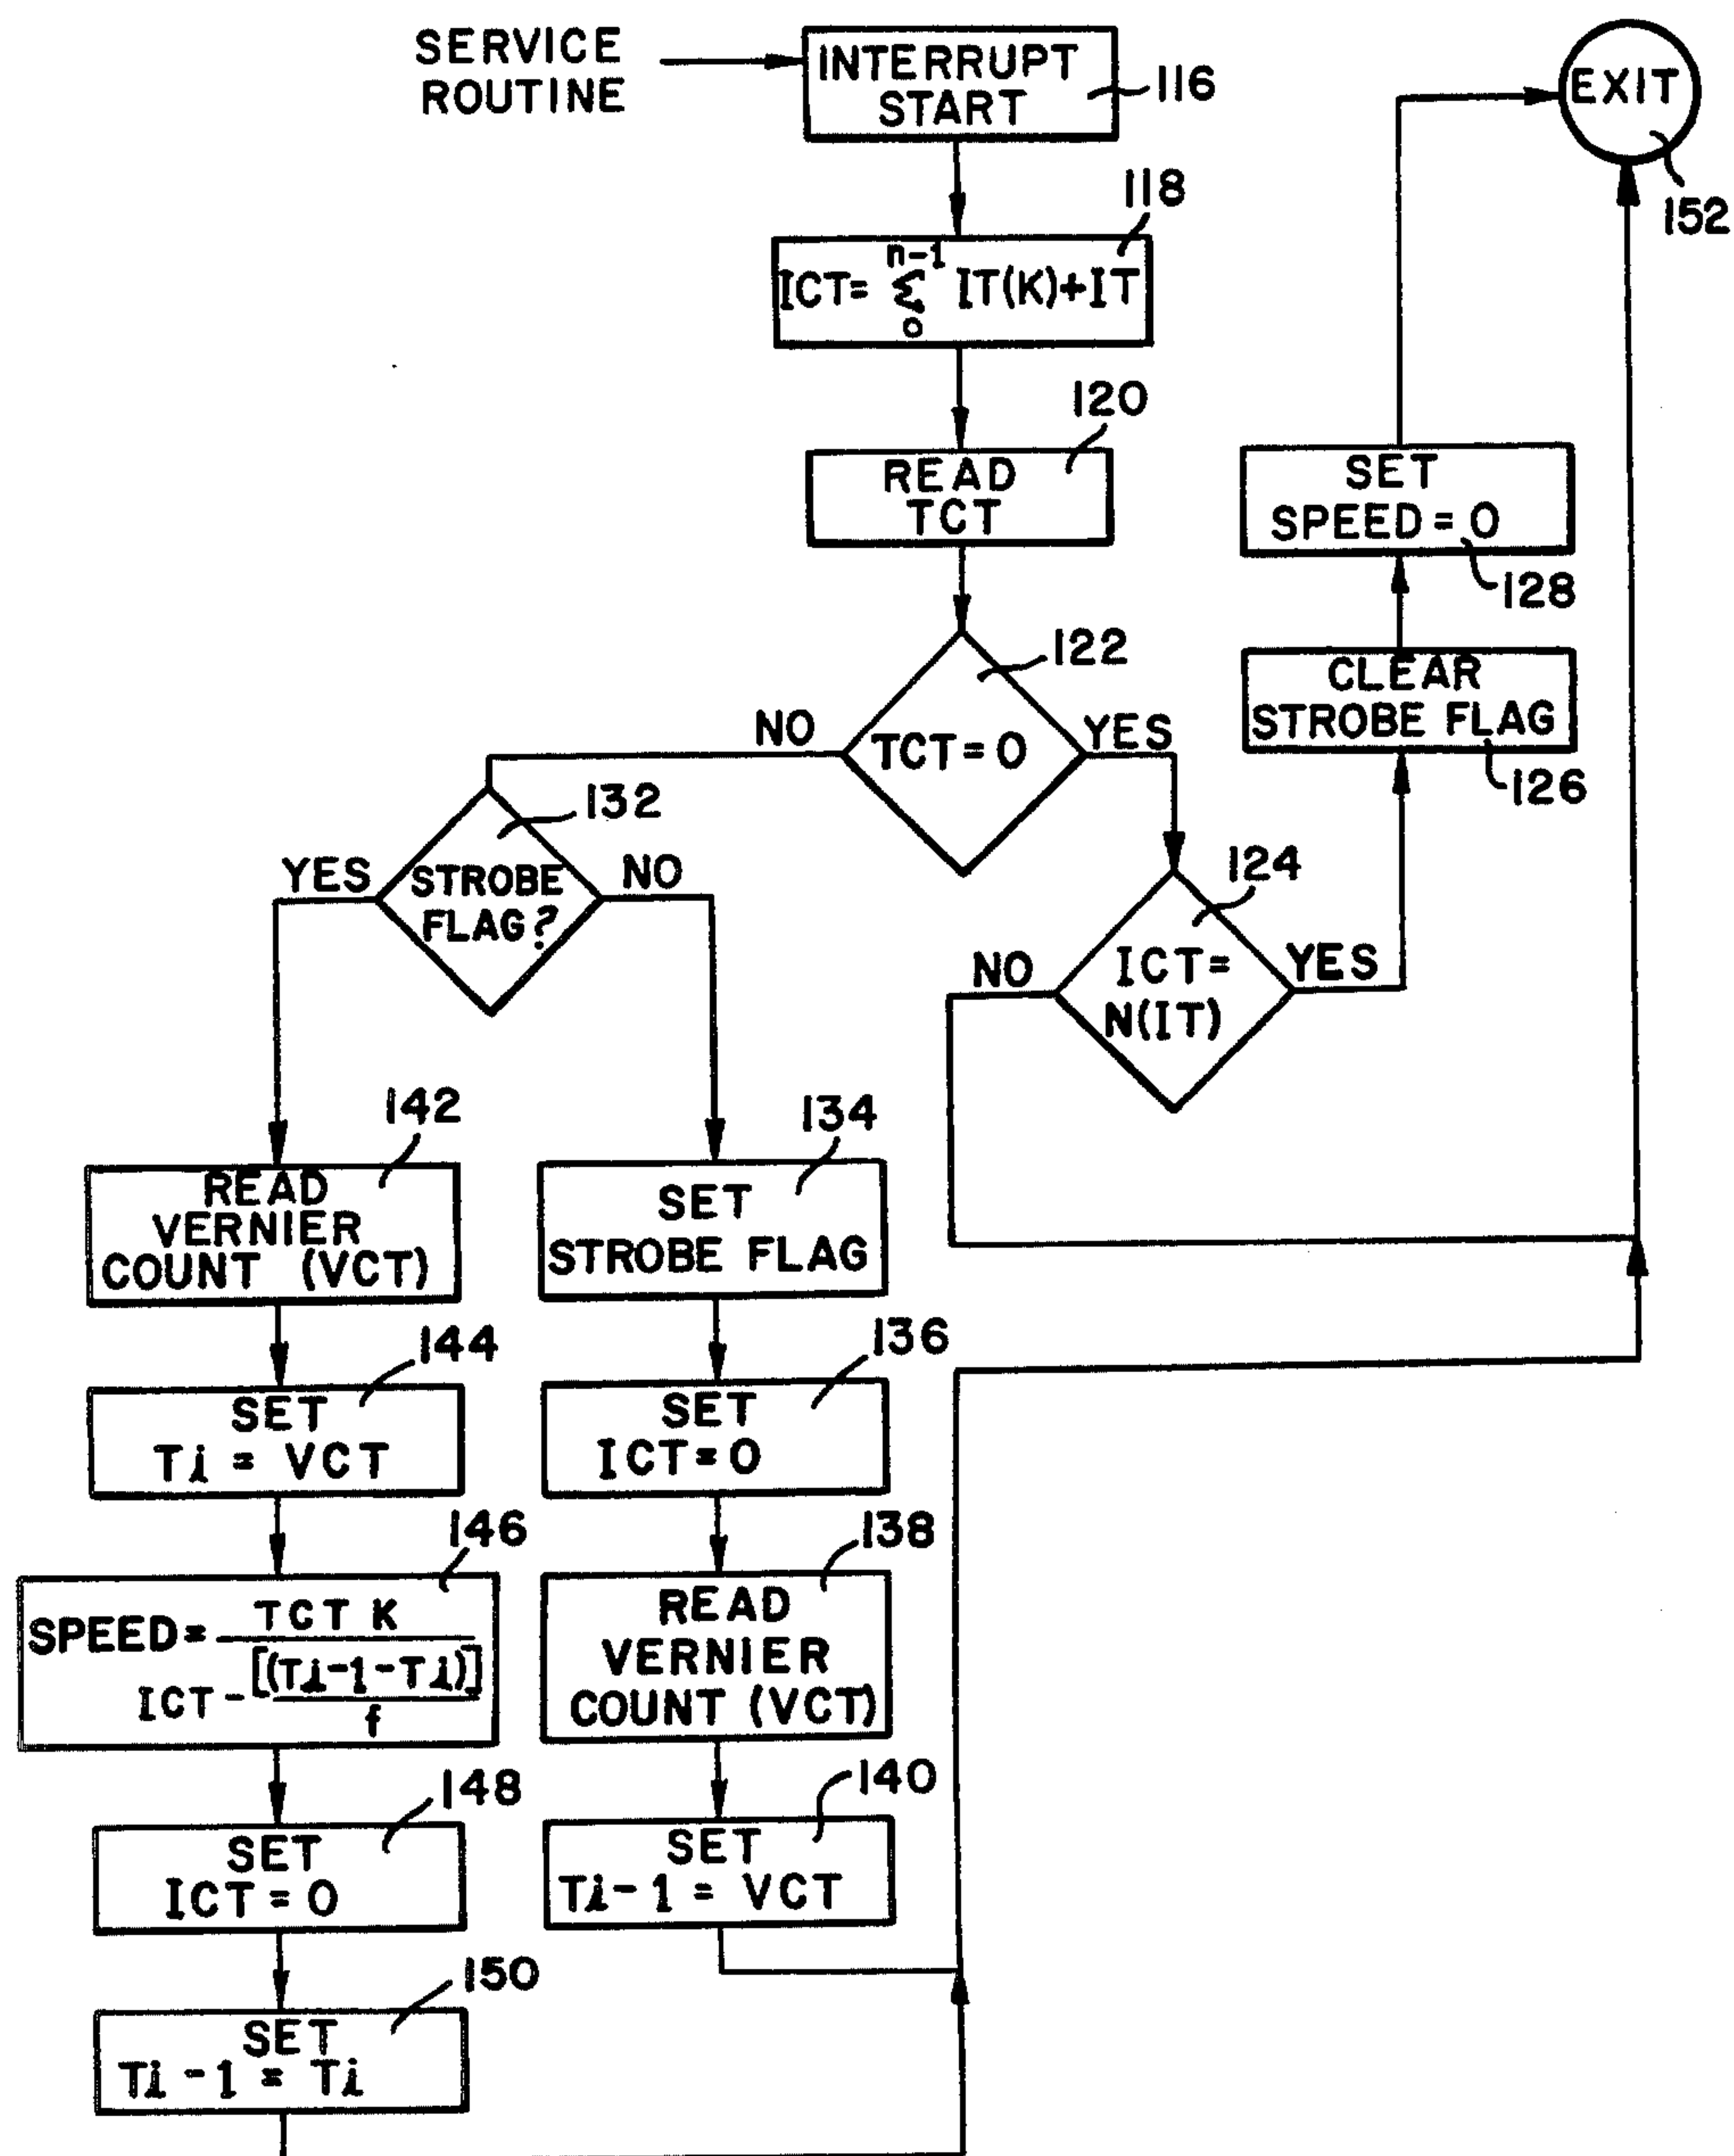 SERVICE
ROUTINE
INTERRUPT
START
116
EXIT
152
118
n-1
ICT= Σ IT(K)+IT
0
120
READ
TCT
SET
SPEED = 0
128
122
CLEAR
STROBE FLAG
126
NO
TCT = 0
YES
132
YES
STROBE
FLAG?
NO
124
NO
ICT =
N(IT)
YES
142
READ
VERNIER
COUNT (VCT)
134
SET
STROBE FLAG
144
SET
Ti = VCT
136
SET
ICT = 0
146
SPEED = TCT K
ICT - [(Ti-1-Ti)]
f
138
READ
VERNIER
COUNT (VCT)
148
SET
ICT = 0
140
SET
Ti-1 = VCT
150
SET
Ti-1 = Ti